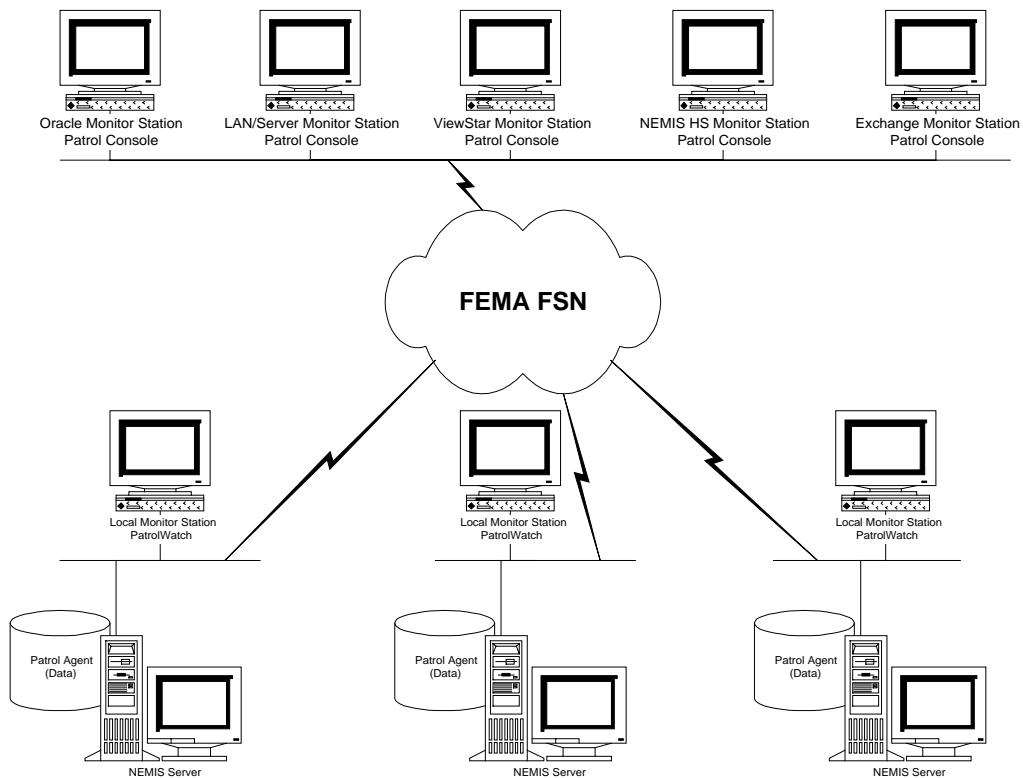 Oracle Monitor Station
Patrol Console
LAN/Server Monitor Station
Patrol Console
ViewStar Monitor Station
Patrol Console
NEMIS HS Monitor Station
Patrol Console
Exchange Monitor Station
Patrol Console
FEMA FSN
Local Monitor Station
PatrolWatch
Local Monitor Station
PatrolWatch
Local Monitor Station
PatrolWatch
Patrol Agent
(Data)
Patrol Agent
(Data)
Patrol Agent
(Data)
NEMIS Server
NEMIS Server
NEMIS Server